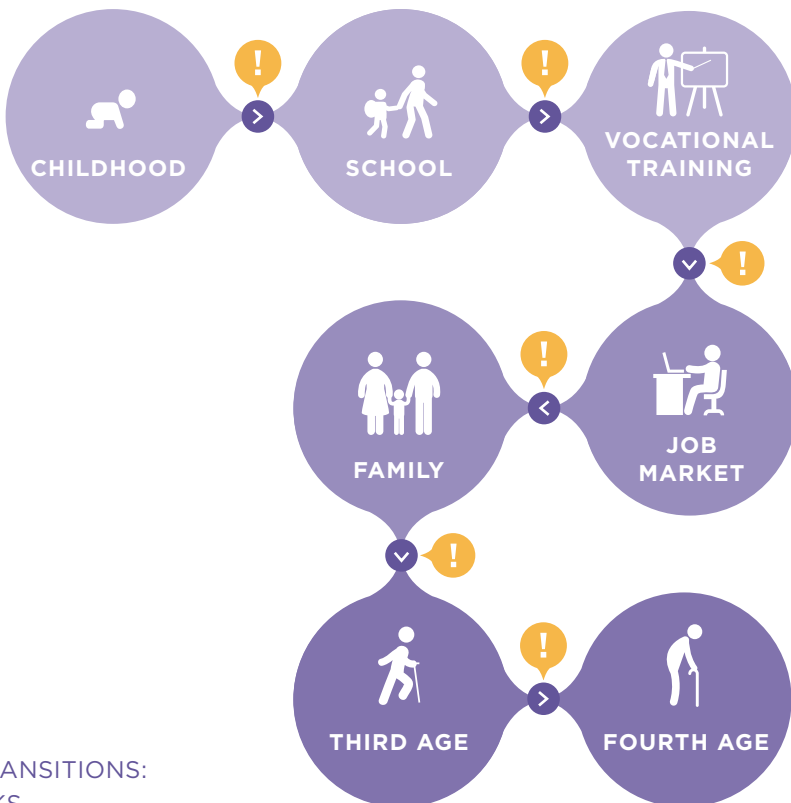 !
!
CHILDHOOD
SCHOOL
VOCATIONAL
TRAINING
!
!
FAMILY
JOB
MARKET
!
!
THIRD AGE
FOURTH AGE
ANSITIONS: